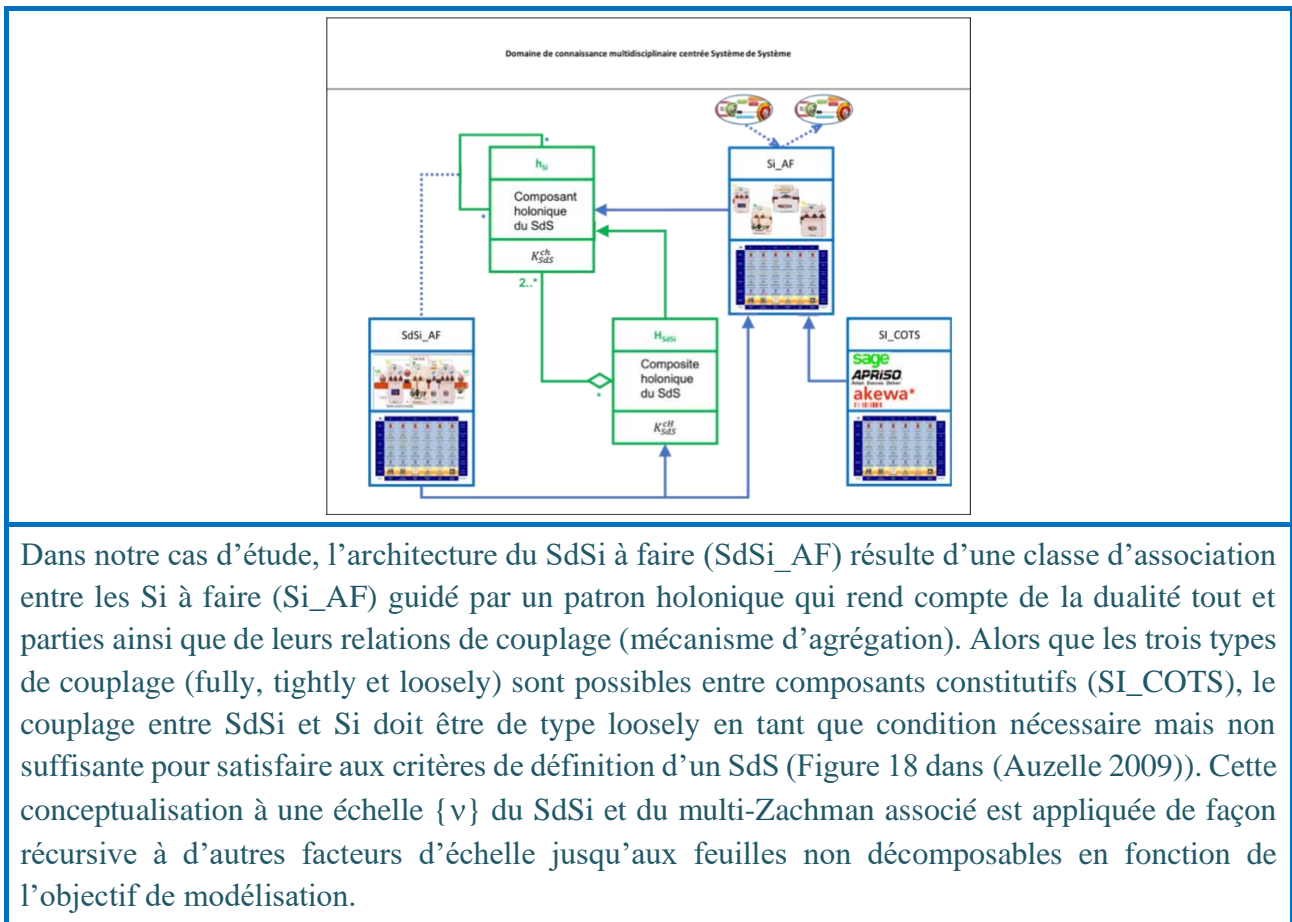 Domaine de connaissance multidisciplinaire centrée Système de Système
*
h_Si
Composant
holonique
du SdS
*
K_SdS^ch
2..*
Si_AF
SdSi_AF
H_SdSi
Composite
holonique
du SdS
*
K_SdS^cH
SI_COTS
sage
APRISO
akewa*
Dans notre cas d’étude, l’architecture du SdSi à faire (SdSi_AF) résulte d’une classe d’association
entre les Si à faire (Si_AF) guidé par un patron holonique qui rend compte de la dualité tout et
parties ainsi que de leurs relations de couplage (mécanisme d’agrégation). Alors que les trois types
de couplage (fully, tightly et loosely) sont possibles entre composants constitutifs (SI_COTS), le
couplage entre SdSi et Si doit être de type loosely en tant que condition nécessaire mais non
suffisante pour satisfaire aux critères de définition d’un SdS (Figure 18 dans (Auzelle 2009)). Cette
conceptualisation à une échelle {ν} du SdSi et du multi-Zachman associé est appliquée de façon
récursive à d’autres facteurs d’échelle jusqu’aux feuilles non décomposables en fonction de
l’objectif de modélisation.